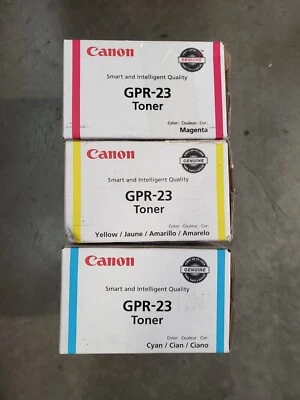 Canon
GENUINE
Smart and Intelligent Quality
GPR-23
Toner
Color: Couleur: Cor:
Magenta
Canon
GENUINE
Smart and Intelligent Quality
GPR-23
Toner
Color: Couleur: Cor:
Yellow / Jaune / Amarillo / Amarelo
Canon
GENUINE
Smart and Intelligent Quality
GPR-23
Toner
Color: Couleur: Cor:
Cyan / Cian / Ciano